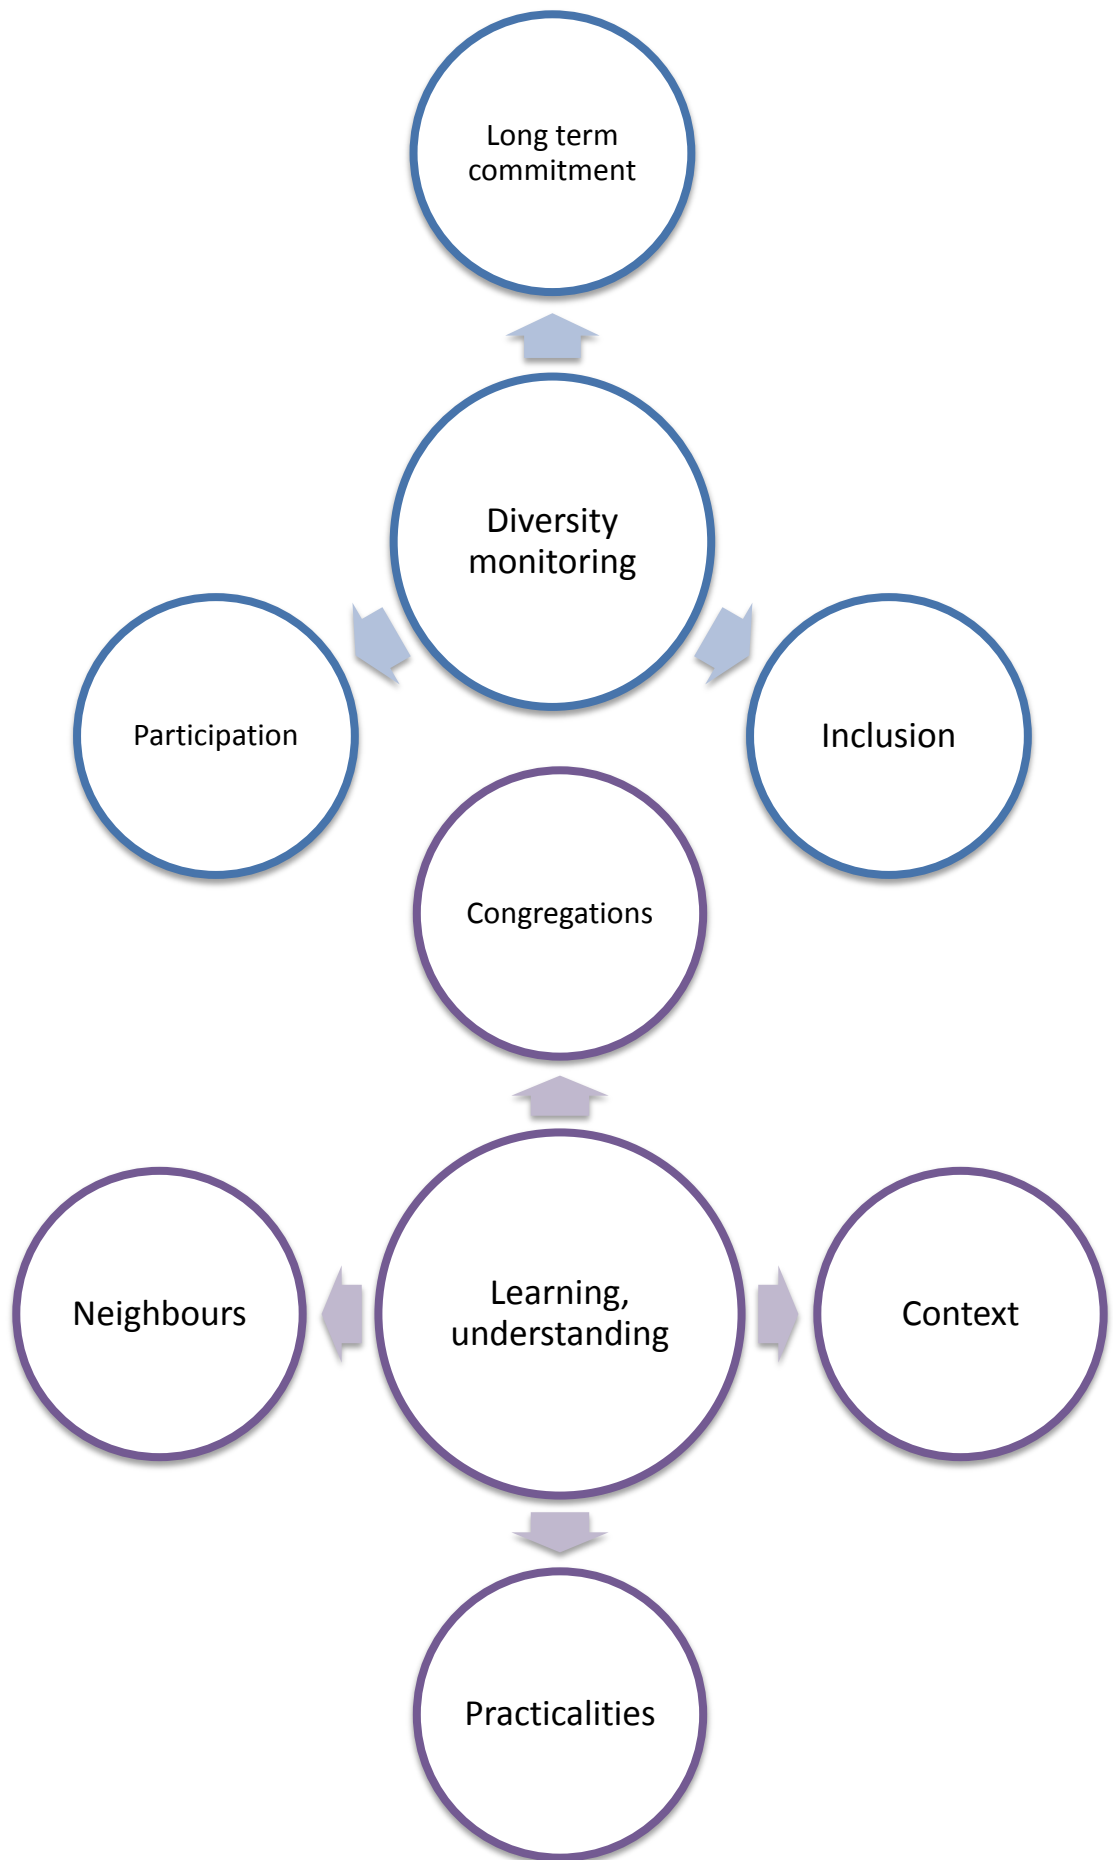 Long term
commitment
Diversity
monitoring
Participation
Inclusion
Congregations
Neighbours
Learning,
understanding
Context
Practicalities